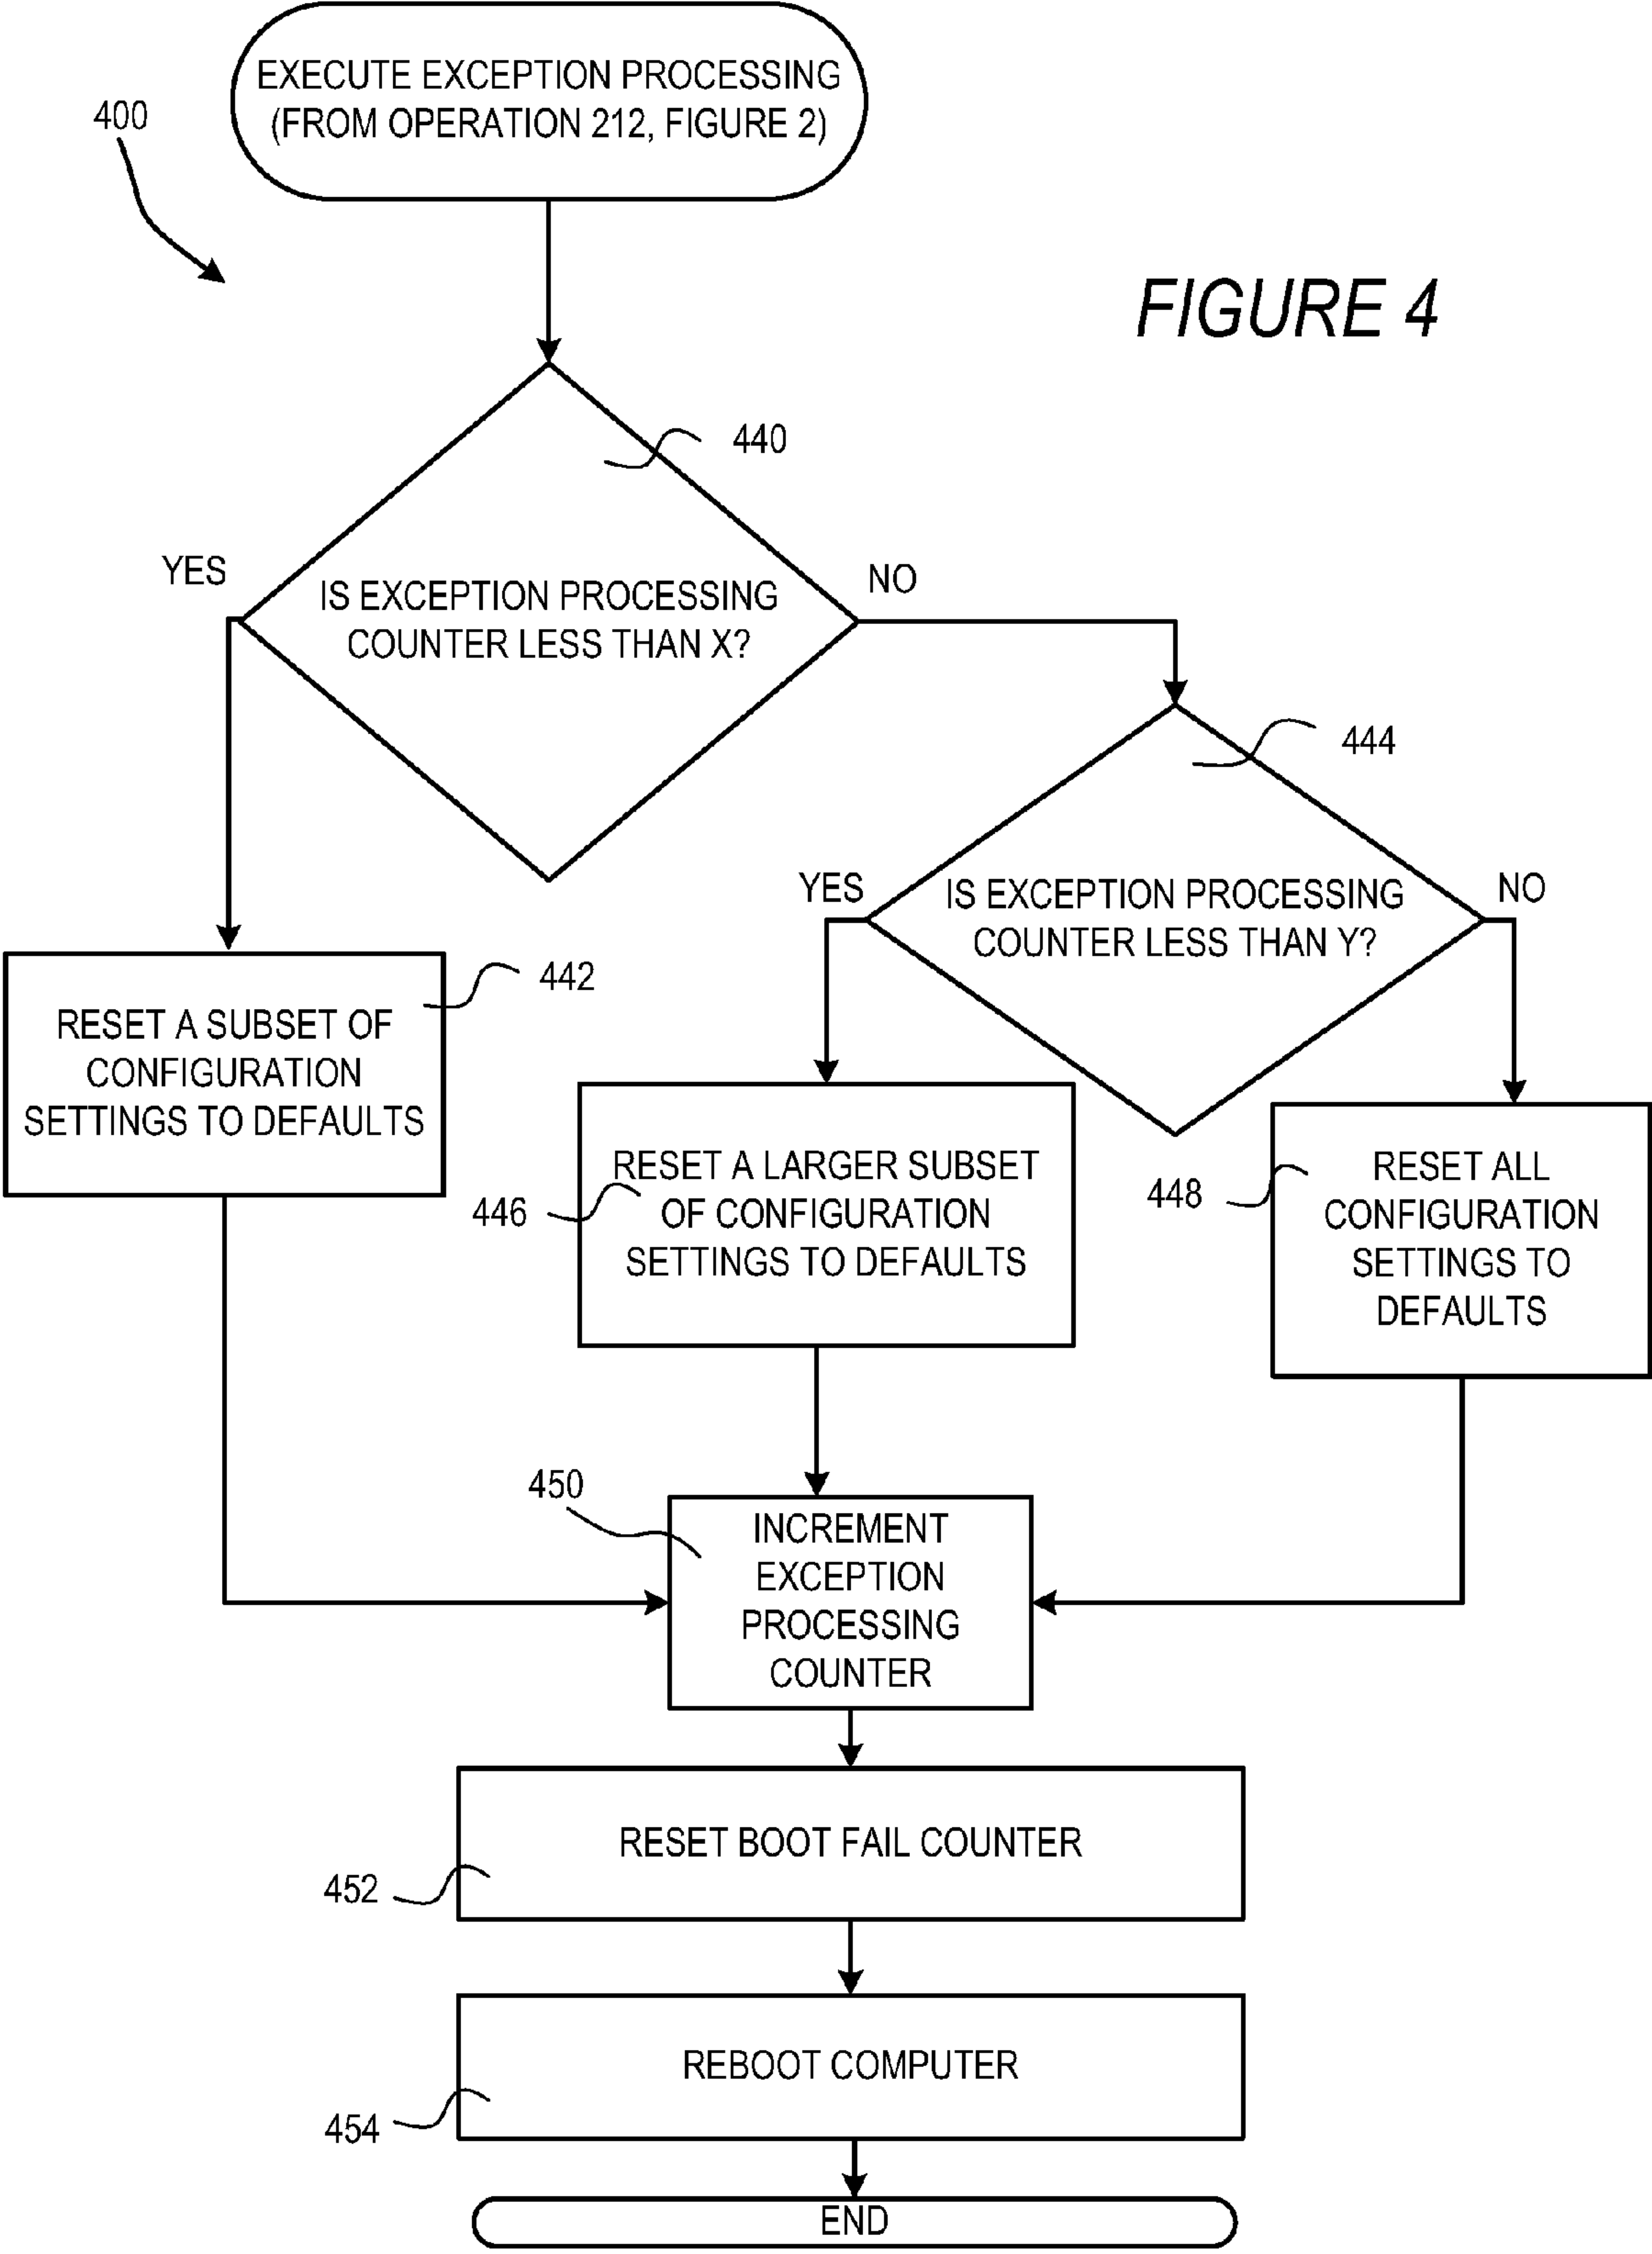 EXECUTE EXCEPTION PROCESSING
(FROM OPERATION 212, FIGURE 2)
400
FIGURE 4
440
YES
IS EXCEPTION PROCESSING
COUNTER LESS THAN X?
NO
444
YES
IS EXCEPTION PROCESSING
COUNTER LESS THAN Y?
NO
442
RESET A SUBSET OF
CONFIGURATION
SETTINGS TO DEFAULTS
446
RESET A LARGER SUBSET
OF CONFIGURATION
SETTINGS TO DEFAULTS
448
RESET ALL
CONFIGURATION
SETTINGS TO
DEFAULTS
450
INCREMENT
EXCEPTION
PROCESSING
COUNTER
RESET BOOT FAIL COUNTER
452
REBOOT COMPUTER
454
END